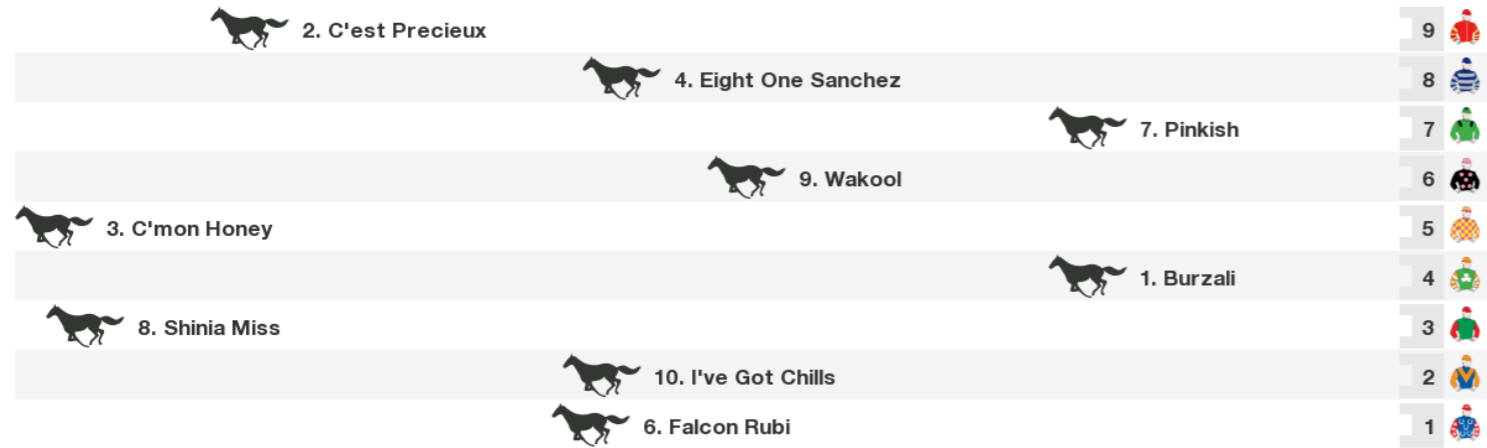 2. C'est Precieux 9
4. Eight One Sanchez 8
7. Pinkish 7
9. Wakool 6
3. C'mon Honey 5
1. Burzali 4
8. Shinia Miss 3
10. I've Got Chills 2
6. Falcon Rubi 1